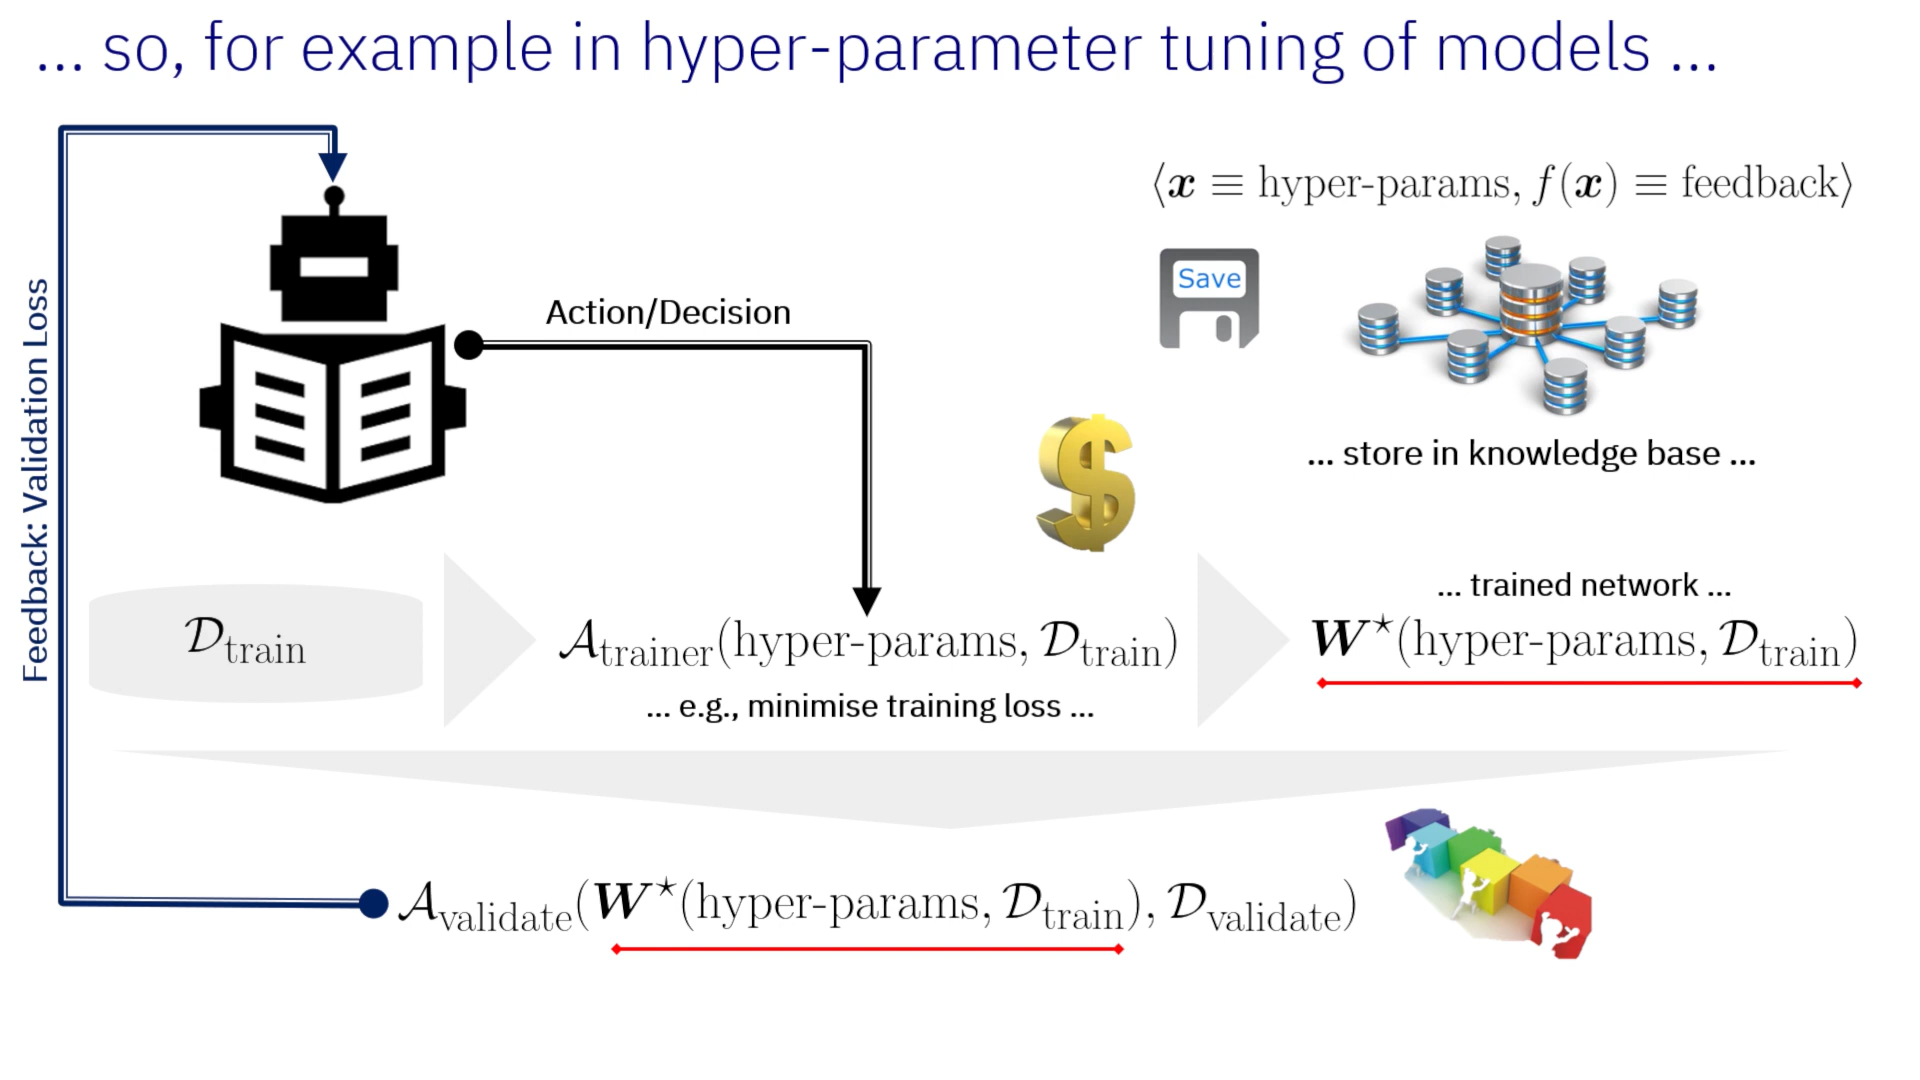 ... so, for example in hyper-parameter tuning of models ...
⟨𝒙 ≡ hyper-params, f(𝒙) ≡ feedback⟩
Save
Action/Decision
... store in knowledge base ...
Feedback: Validation Loss
... trained network ...
𝒟train
𝒜trainer(hyper-params, 𝒟train)
𝑾⋆(hyper-params, 𝒟train)
... e.g., minimise training loss ...
𝒜validate(𝑾⋆(hyper-params, 𝒟train), 𝒟validate)